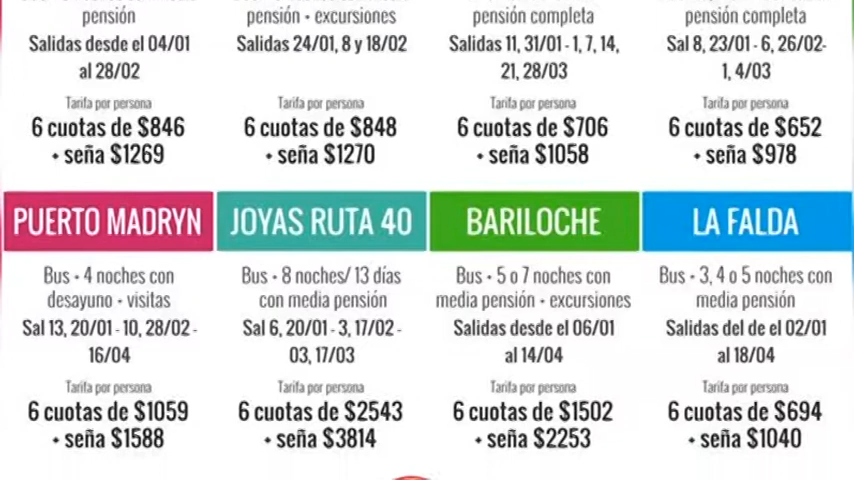 pensión
Salidas desde el 04/01
al 28/02
Tarifa por persona
6 cuotas de $846
+ seña $1269
pensión + excursiones
Salidas 24/01, 8 y 18/02
Tarifa por persona
6 cuotas de $848
+ seña $1270
pensión completa
Salidas 11, 31/01 - 1, 7, 14,
21, 28/03
Tarifa por persona
6 cuotas de $706
+ seña $1058
pensión completa
Sal 8, 23/01 - 6, 26/02-
1, 4/03
Tarifa por persona
6 cuotas de $652
+ seña $978
PUERTO MADRYN
Bus + 4 noches con
desayuno + visitas
Sal 13, 20/01 - 10, 28/02 -
16/04
Tarifa por persona
6 cuotas de $1059
+ seña $1588
JOYAS RUTA 40
Bus + 8 noches/ 13 días
con media pensión
Sal 6, 20/01 - 3, 17/02 -
03, 17/03
Tarifa por persona
6 cuotas de $2543
+ seña $3814
BARILOCHE
Bus + 5 o 7 noches con
media pensión + excursiones
Salidas desde el 06/01
al 14/04
Tarifa por persona
6 cuotas de $1502
+ seña $2253
LA FALDA
Bus + 3, 4 o 5 noches con
media pensión
Salidas del de el 02/01
al 18/04
Tarifa por persona
6 cuotas de $694
+ seña $1040